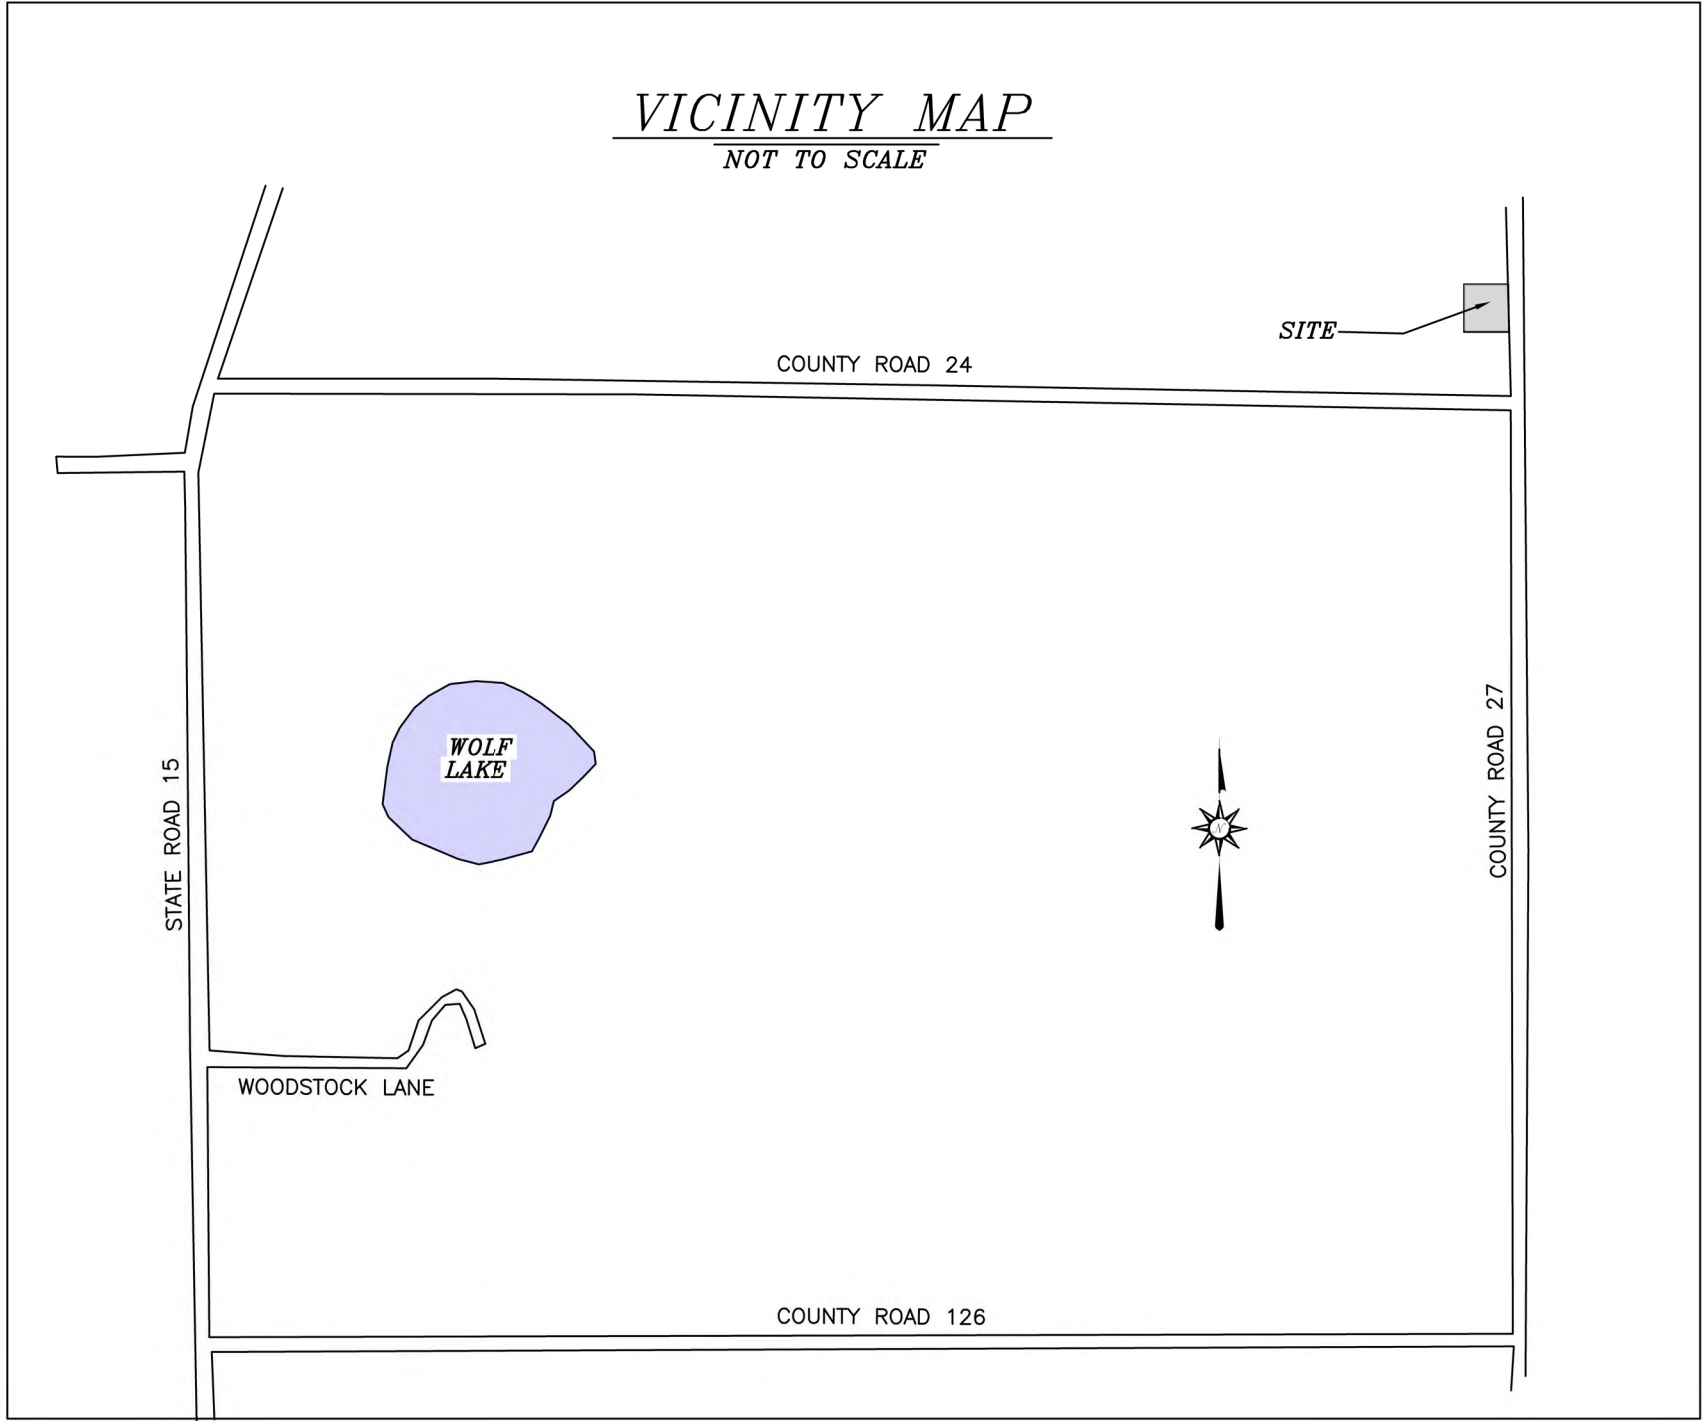 VICINITY MAP
NOT TO SCALE
SITE
COUNTY ROAD 24
COUNTY ROAD 27
WOLF
LAKE
STATE ROAD 15
N
WOODSTOCK LANE
COUNTY ROAD 126